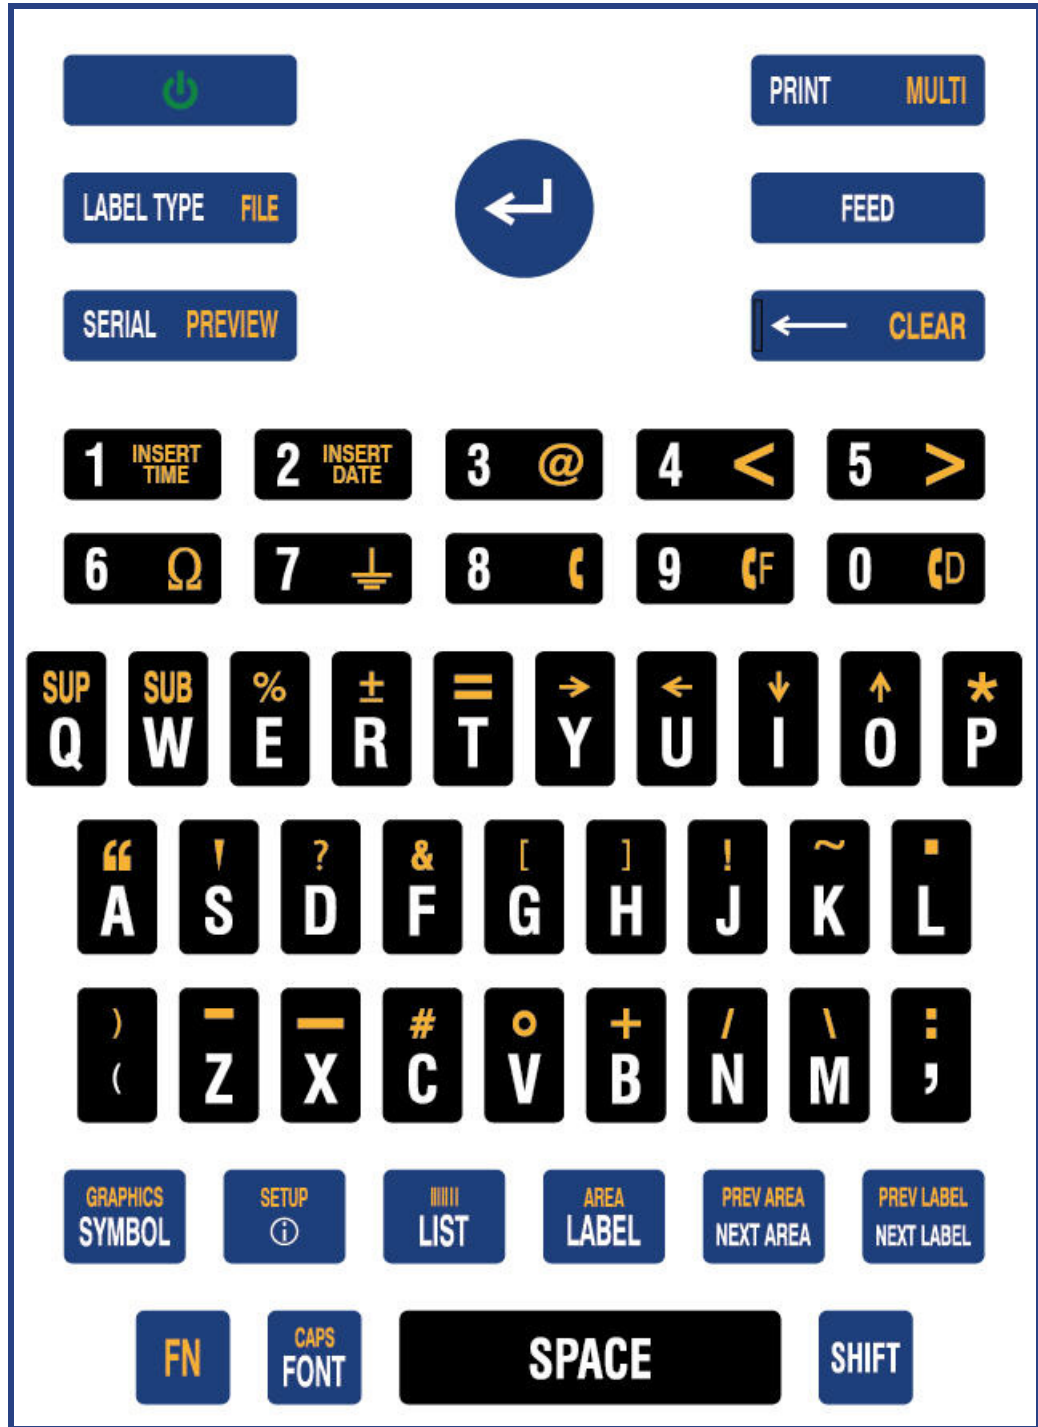 PRINT MULTI
LABEL TYPE FILE
FEED
SERIAL PREVIEW
← CLEAR
1 INSERT TIME 2 INSERT DATE 3 @ 4 < 5 >
6 Ω 7 ⏚ 8 9 F 0 D
SUP SUB % ± = → ← ↓ ↑ *
Q W E R T Y U I O P
“ ' ? & [ ] ! ~ .
A S D F G H J K L
) - — # ° + / \ :
( Z X C V B N M ,
GRAPHICS SETUP AREA PREV AREA PREV LABEL
SYMBOL ⓘ LIST LABEL NEXT AREA NEXT LABEL
CAPS
FN FONT SPACE SHIFT